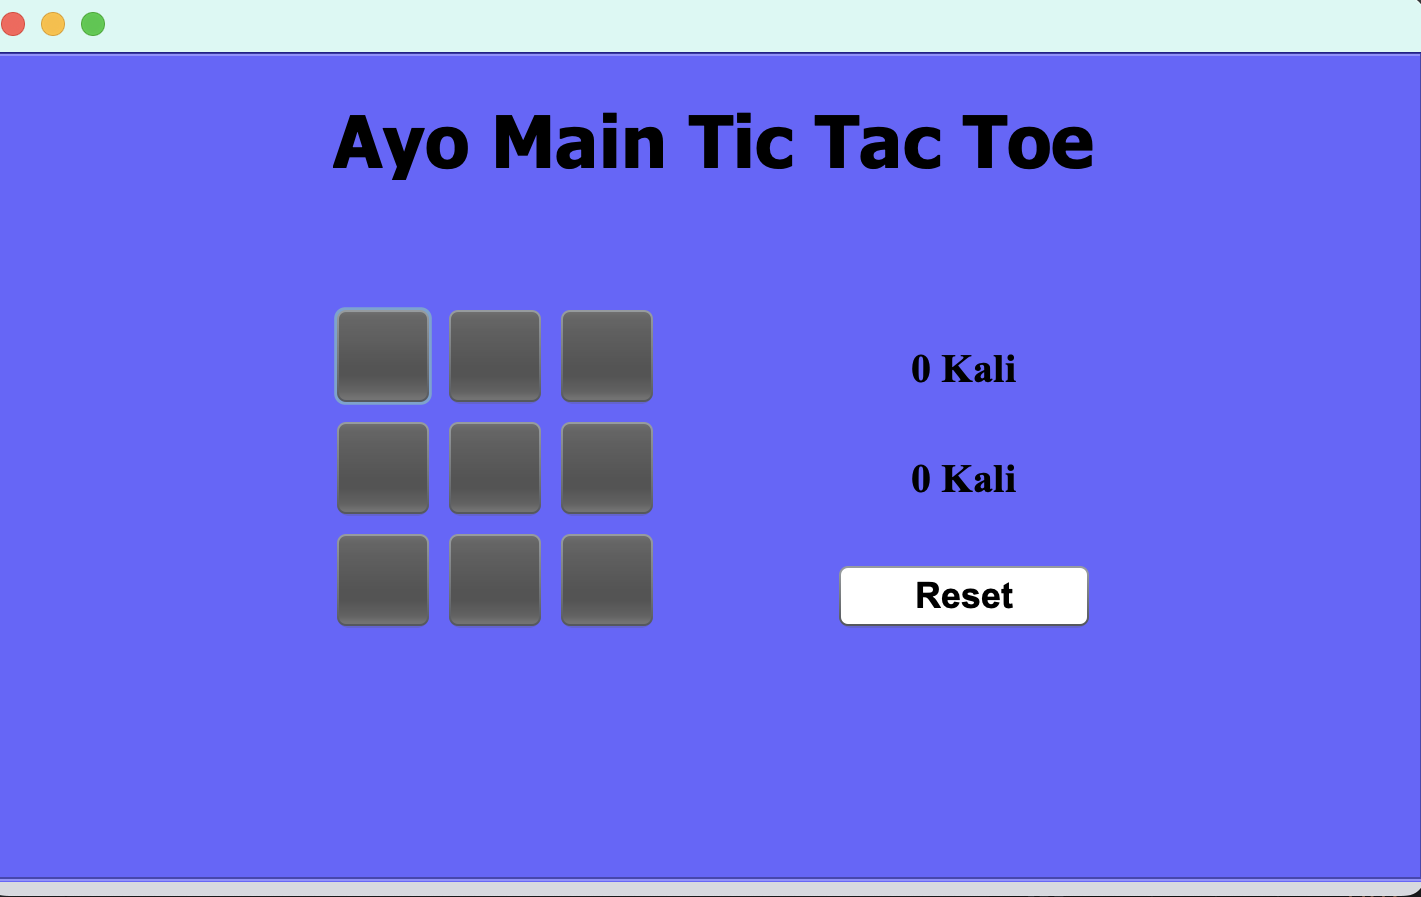 Ayo Main Tic Tac Toe
0 Kali
0 Kali
Reset